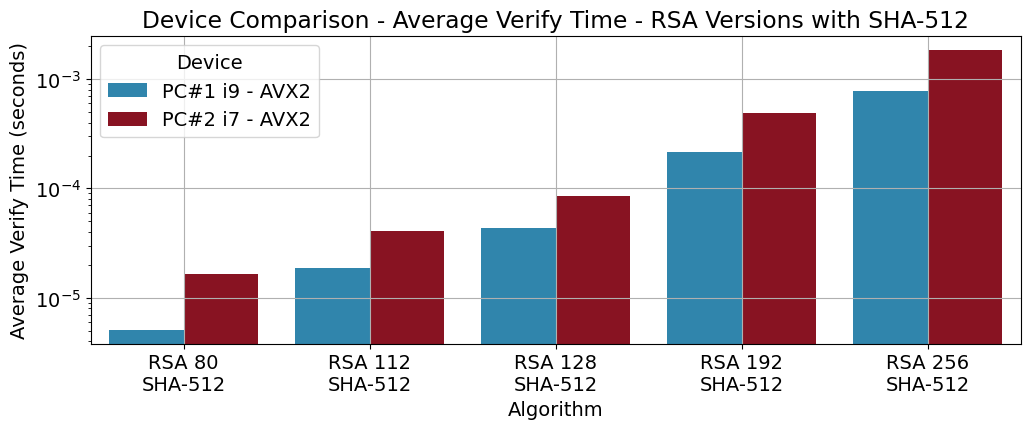 Device Comparison - Average Verify Time - RSA Versions with SHA-512
Average Verify Time (seconds)
10⁻³
10⁻⁴
10⁻⁵
Device
PC#1 i9 - AVX2
PC#2 i7 - AVX2
RSA 80
SHA-512
RSA 112
SHA-512
RSA 128
SHA-512
RSA 192
SHA-512
RSA 256
SHA-512
Algorithm